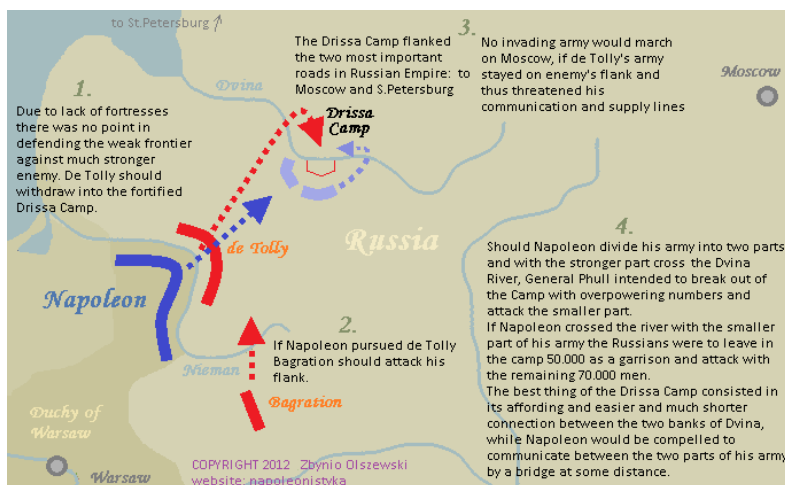 to St.Petersburg
3.
The Drissa Camp flanked
the two most important
roads in Russian Empire: to
Moscow and S.Petersburg
No invading army would march
on Moscow, if de Tolly's army
stayed on enemy's flank and
thus threatened his
communication and supply lines
Moscow
Dvina
Drissa
Camp
1.
Due to lack of fortresses
there was no point in
defending the weak frontier
against much stronger
enemy. De Tolly should
withdraw into the fortified
Drissa Camp.
de Tolly
Russia
Napoleon
4.
Should Napoleon divide his army into two parts
and with the stronger part cross the Dvina
River, General Phull intended to break out of
the Camp with overpowering numbers and
attack the smaller part.
If Napoleon crossed the river with the smaller
part of his army the Russians were to leave in
the camp 50.000 as a garrison and attack with
the remaining 70.000 men.
The best thing of the Drissa Camp consisted in
its affording and easier and much shorter
connection between the two banks of Dvina,
while Napoleon would be compelled to
communicate between the two parts of his army
by a bridge at some distance.
2.
If Napoleon pursued de Tolly
Bagration should attack his
flank.
Nieman
Bagration
Duchy of
Warsaw
Warsaw
COPYRIGHT 2012 Zbynio Olszewski
website: napoleonistyka